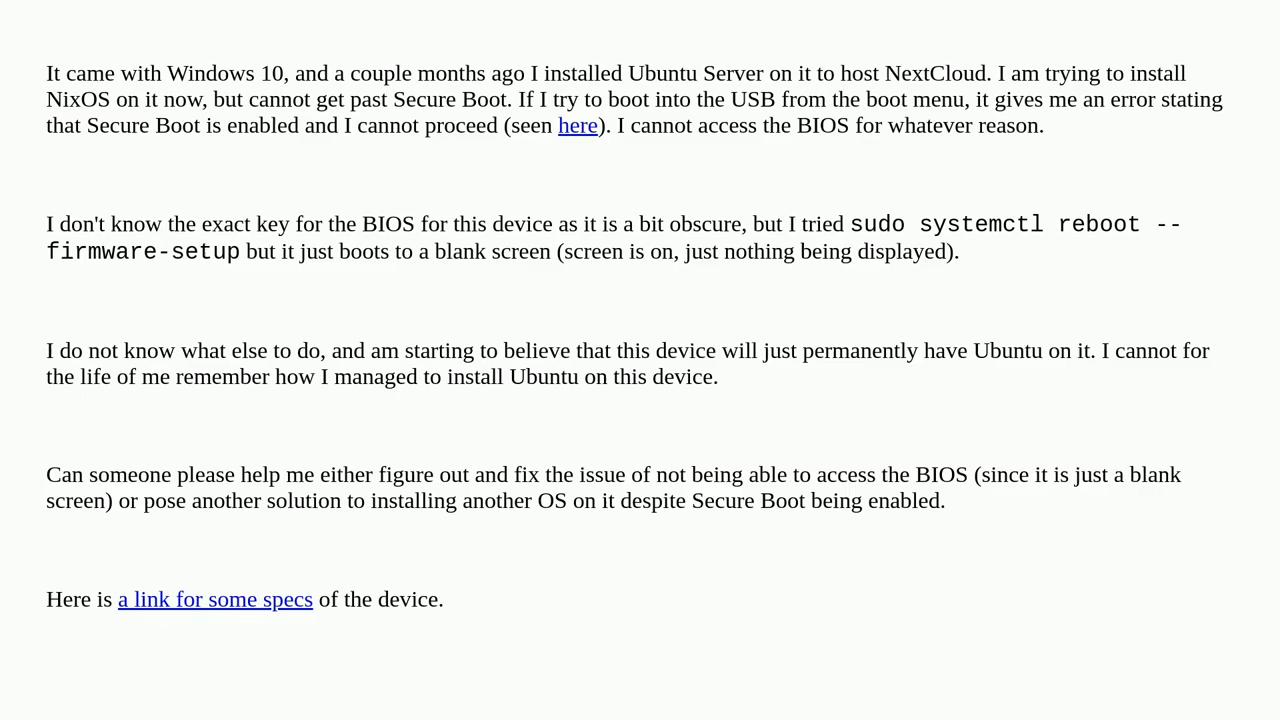 It came with Windows 10, and a couple months ago I installed Ubuntu Server on it to host NextCloud. I am trying to install
NixOS on it now, but cannot get past Secure Boot. If I try to boot into the USB from the boot menu, it gives me an error stating
that Secure Boot is enabled and I cannot proceed (seen here). I cannot access the BIOS for whatever reason.
I don't know the exact key for the BIOS for this device as it is a bit obscure, but I tried sudo systemctl reboot --
firmware-setup but it just boots to a blank screen (screen is on, just nothing being displayed).
I do not know what else to do, and am starting to believe that this device will just permanently have Ubuntu on it. I cannot for
the life of me remember how I managed to install Ubuntu on this device.
Can someone please help me either figure out and fix the issue of not being able to access the BIOS (since it is just a blank
screen) or pose another solution to installing another OS on it despite Secure Boot being enabled.
Here is a link for some specs of the device.